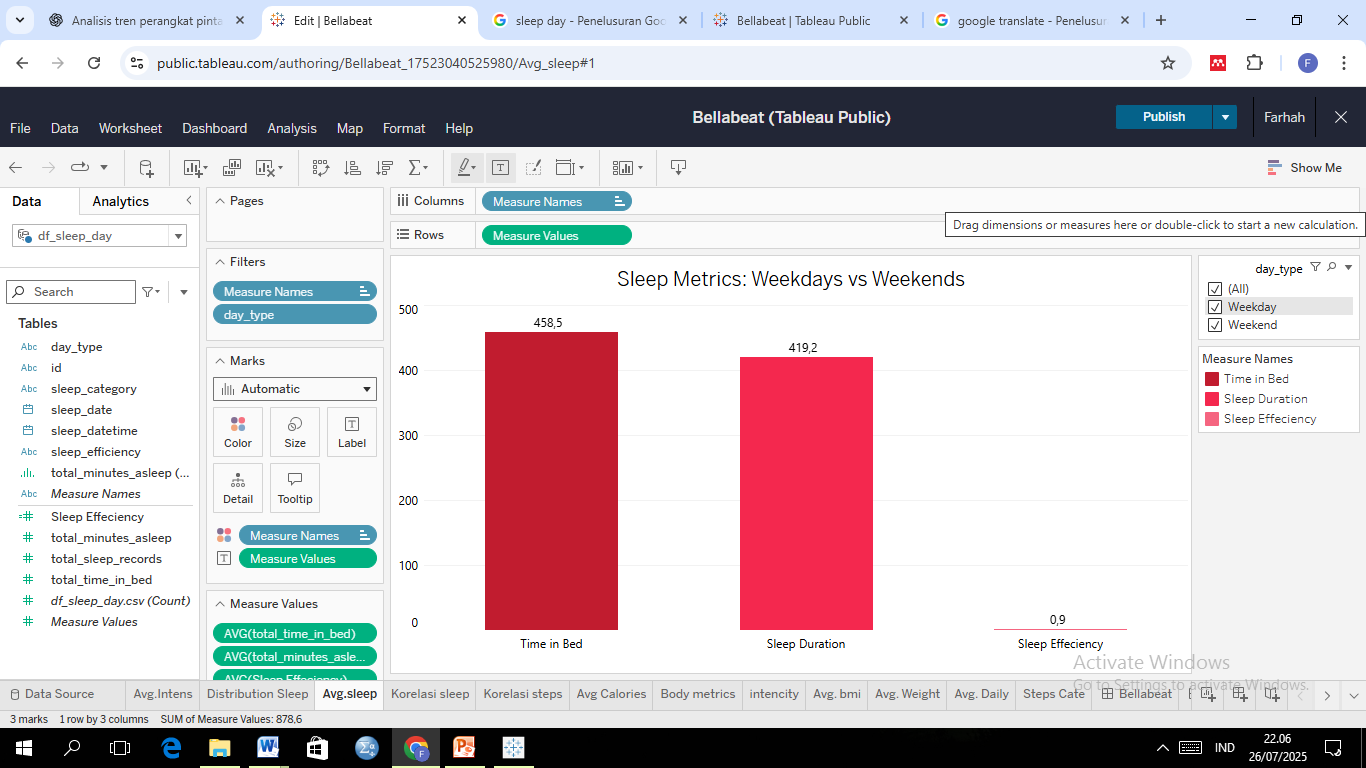 Analisis tren perangkat pinta
Edit | Bellabeat
sleep day - Penelusuran Goo
Bellabeat | Tableau Public
google translate - Penelusur
public.tableau.com/authoring/Bellabeat_17523040525980/Avg_sleep#1
F
Bellabeat (Tableau Public)
Publish
Farhah
File Data Worksheet Dashboard Analysis Map Format Help
Show Me
Data
Analytics
df_sleep_day
Search
Tables
Abc day_type
Abc id
Abc sleep_category
sleep_date
sleep_datetime
Abc sleep_efficiency
total_minutes_asleep (...
Abc Measure Names
Sleep Effeciency
total_minutes_asleep
total_sleep_records
total_time_in_bed
df_sleep_day.csv (Count)
Measure Values
Pages
Filters
Measure Names
day_type
Marks
Automatic
Color
Size
Label
Detail
Tooltip
Measure Names
Measure Values
Measure Values
AVG(total_time_in_bed)
AVG(total_minutes_asle...
AVG(Sleep Effeciency)
Columns
Measure Names
Rows
Measure Values
Drag dimensions or measures here or double-click to start a new calculation.
Sleep Metrics: Weekdays vs Weekends
500
400
300
200
100
0
458,5
419,2
0,9
Time in Bed
Sleep Duration
Sleep Effeciency
day_type
(All)
Weekday
Weekend
Measure Names
Time in Bed
Sleep Duration
Sleep Effeciency
Activate Windows
Go to Settings to activate Windows.
Data Source
Avg.Intens
Distribution Sleep
Avg.sleep
Korelasi sleep
Korelasi steps
Avg Calories
Body metrics
intencity
Avg. bmi
Avg. Weight
Avg. Daily
Steps Cate
Bellabeat
3 marks 1 row by 3 columns SUM of Measure Values: 878,6
IND
22.06
26/07/2025